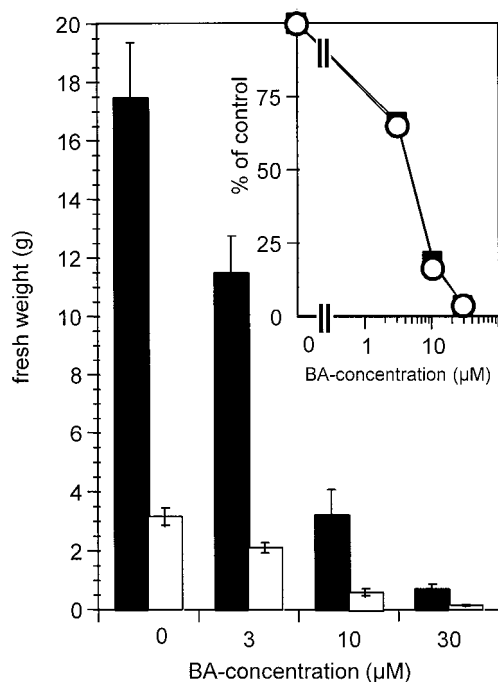 20
18
16
14
12
10
8
6
4
2
0
fresh weight (g)
0 3 10 30
BA-concentration (µM)
75
50
25
0
% of control
0 1 10
BA-concentration (µM)